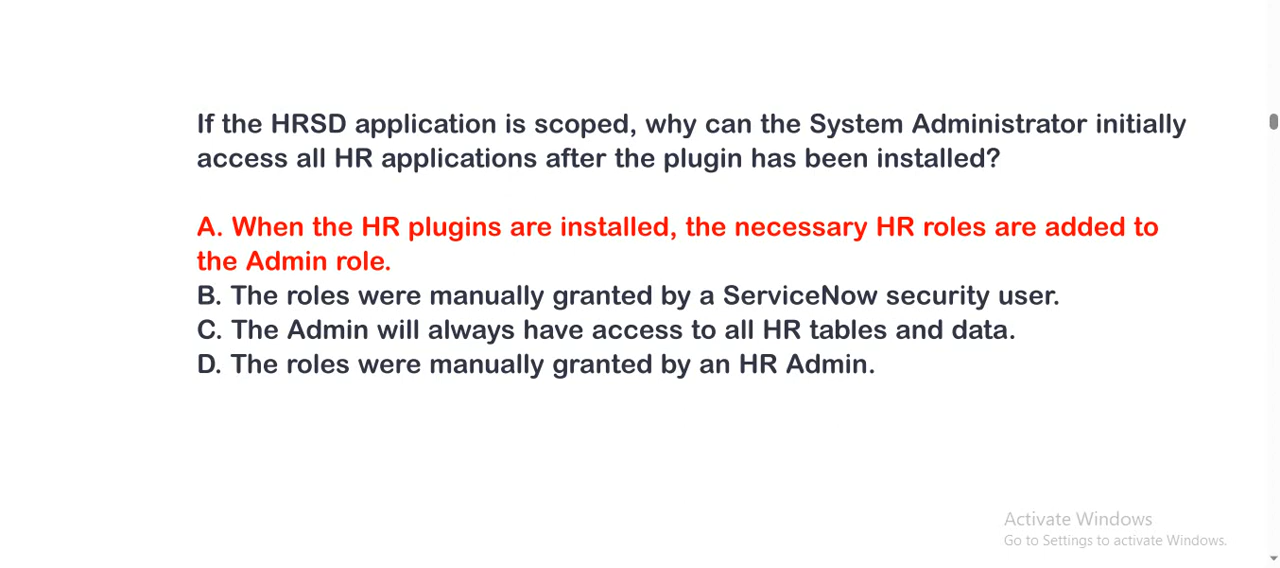 If the HRSD application is scoped, why can the System Administrator initially
access all HR applications after the plugin has been installed?
A. When the HR plugins are installed, the necessary HR roles are added to
the Admin role.
B. The roles were manually granted by a ServiceNow security user.
C. The Admin will always have access to all HR tables and data.
D. The roles were manually granted by an HR Admin.
Activate Windows
Go to Settings to activate Windows.